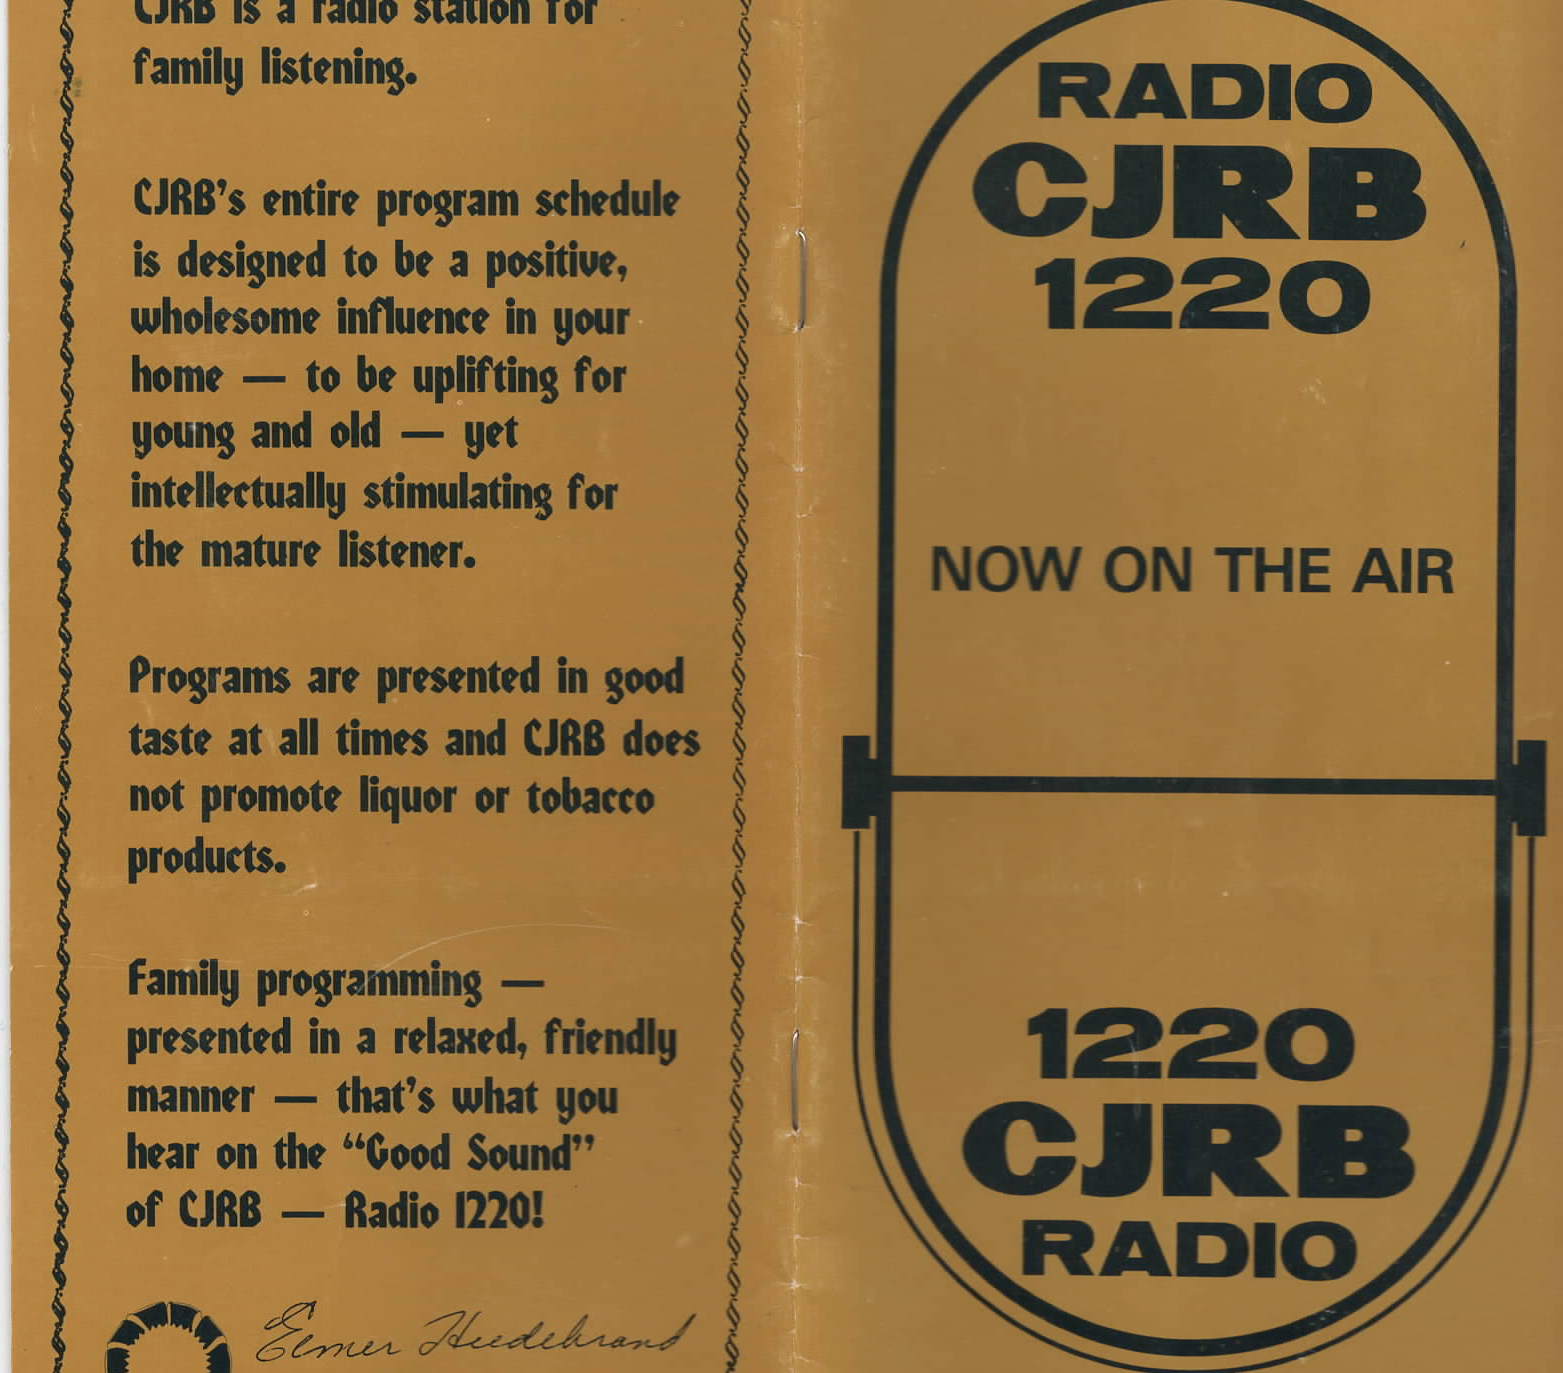 CJRB is a radio station for
family listening.
CJRB's entire program schedule
is designed to be a positive,
wholesome influence in your
home — to be uplifting for
young and old — yet
intellectually stimulating for
the mature listener.
Programs are presented in good
taste at all times and CJRB does
not promote liquor or tobacco
products.
Family programming —
presented in a relaxed, friendly
manner — that's what you
hear on the “Good Sound”
of CJRB — Radio 1220!
Elmer Hildebrand
RADIO
CJRB
1220
NOW ON THE AIR
1220
CJRB
RADIO